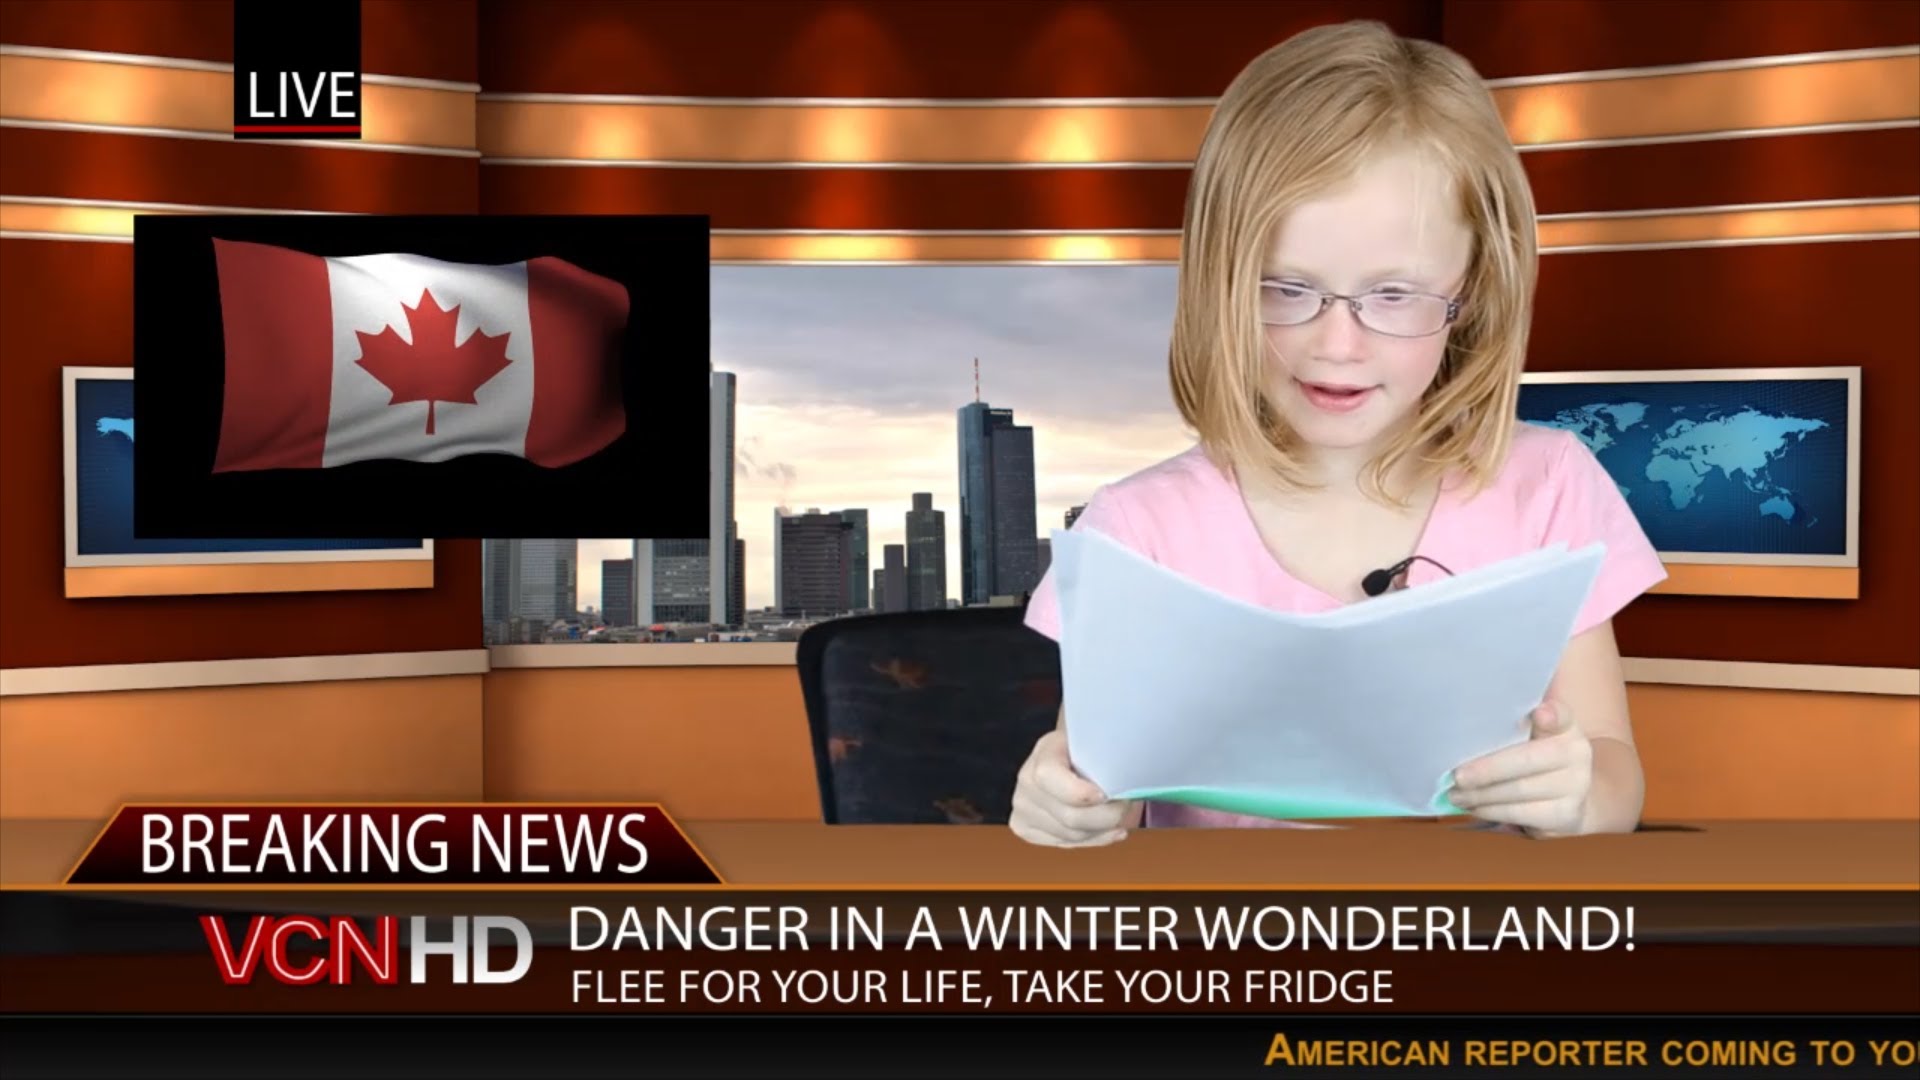 LIVE
BREAKING NEWS
VCN HD
DANGER IN A WINTER WONDERLAND!
FLEE FOR YOUR LIFE, TAKE YOUR FRIDGE
AMERICAN REPORTER COMING TO YO